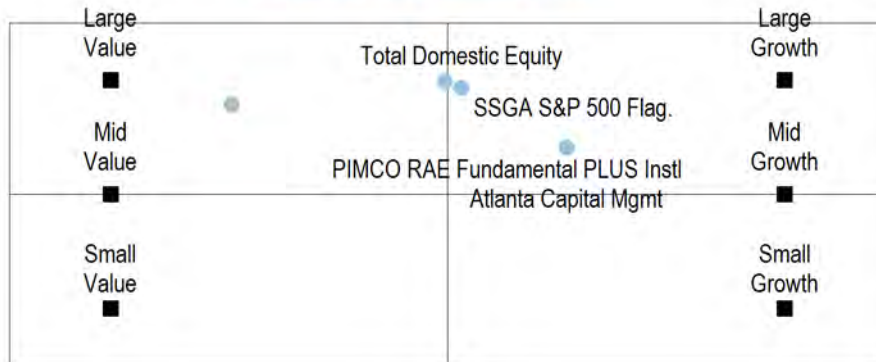 Large
Value
Large
Growth
Total Domestic Equity
SSGA S&P 500 Flag.
Mid
Value
Mid
Growth
PIMCO RAE Fundamental PLUS Instl
Atlanta Capital Mgmt
Small
Value
Small
Growth